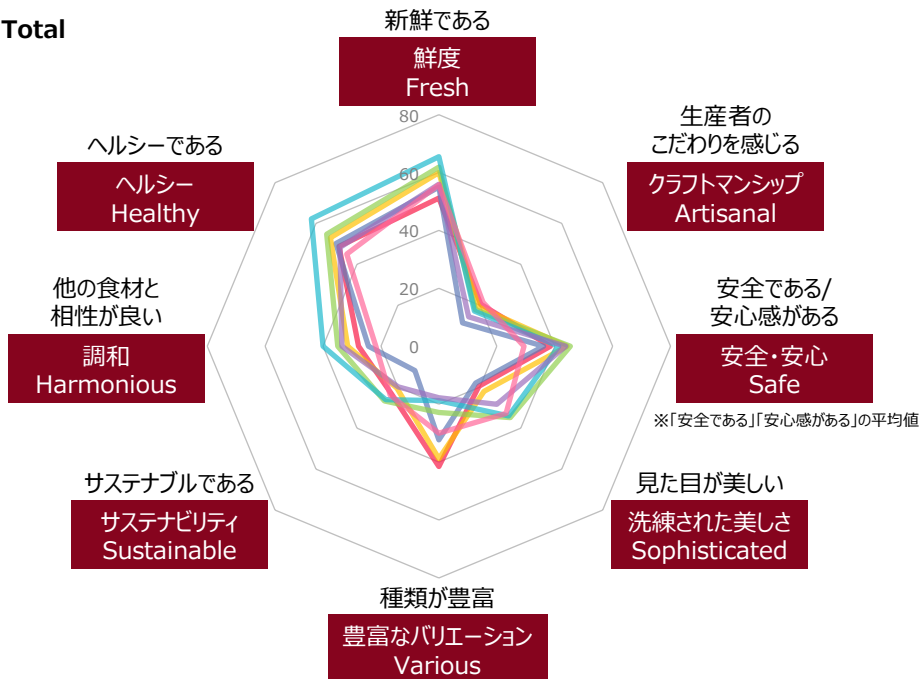 Total
新鮮である
鮮度
Fresh
生産者の
こだわりを感じる
クラフトマンシップ
Artisanal
安全である/
安心感がある
安全・安心
Safe
※「安全である」「安心感がある」の平均値
見た目が美しい
洗練された美しさ
Sophisticated
種類が豊富
豊富なバリエーション
Various
サステナブルである
サステナビリティ
Sustainable
他の食材と
相性が良い
調和
Harmonious
ヘルシーである
ヘルシー
Healthy
80
60
40
20
0